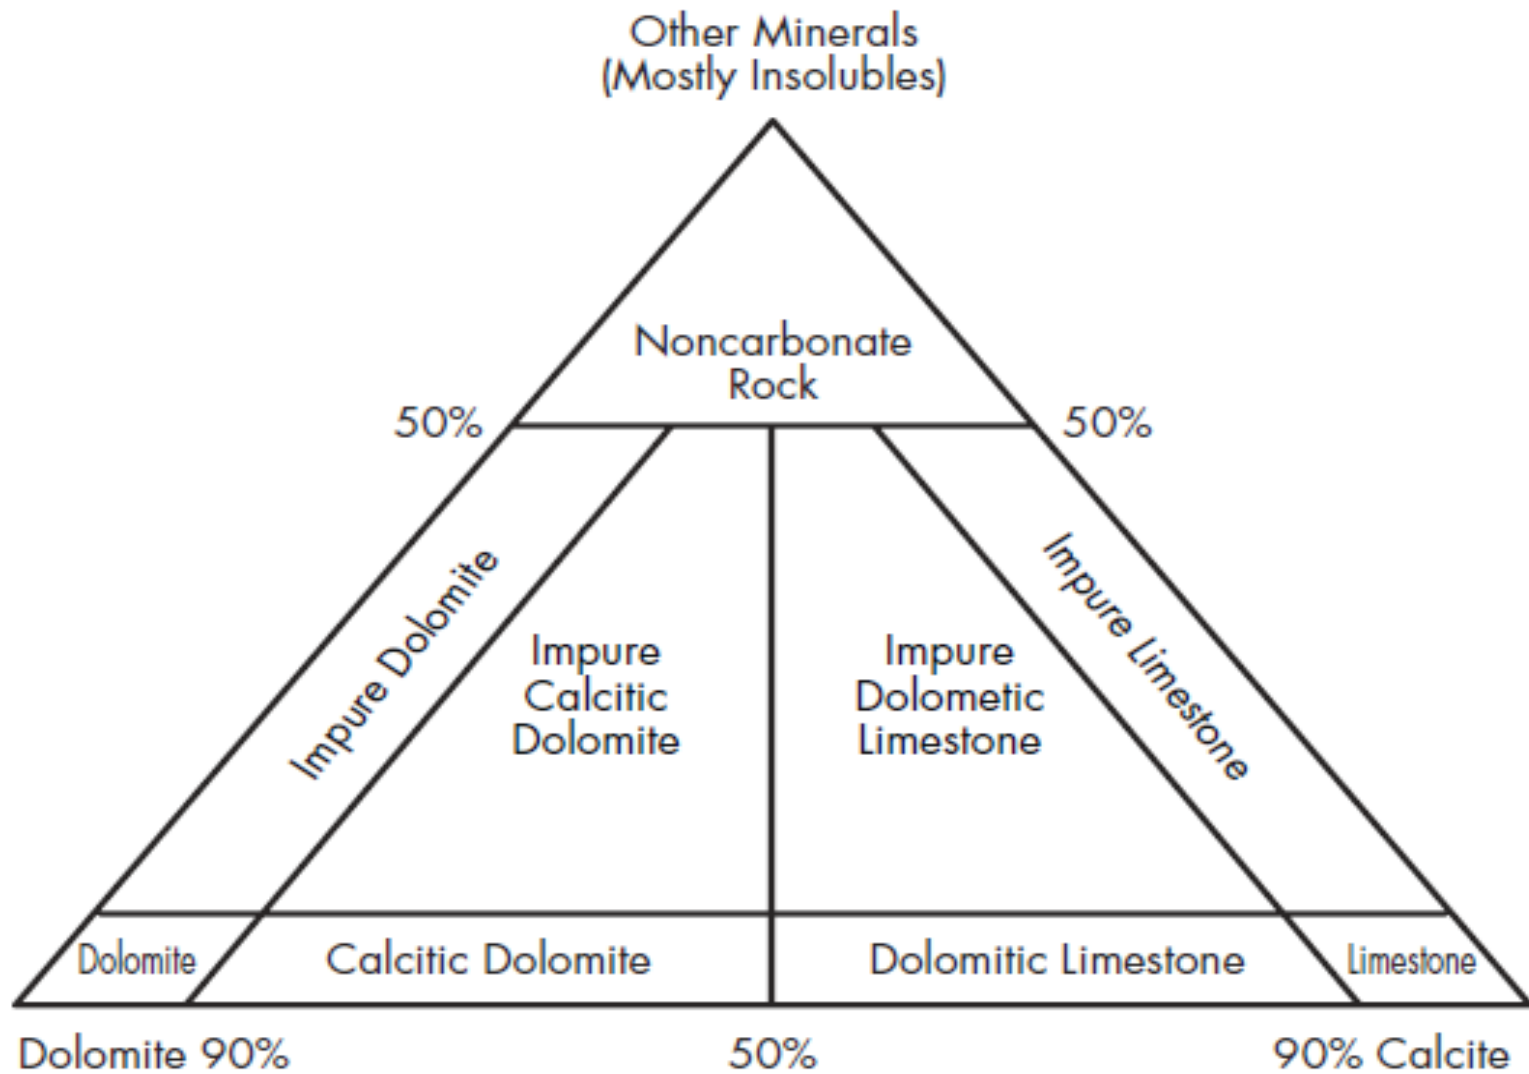 Other Minerals
(Mostly Insolubles)
Noncarbonate
Rock
50%
50%
Impure Dolomite
Impure
Calcitic
Dolomite
Impure
Dolometic
Limestone
Impure Limestone
Dolomite
Calcitic Dolomite
Dolomitic Limestone
Limestone
Dolomite 90%
50%
90% Calcite